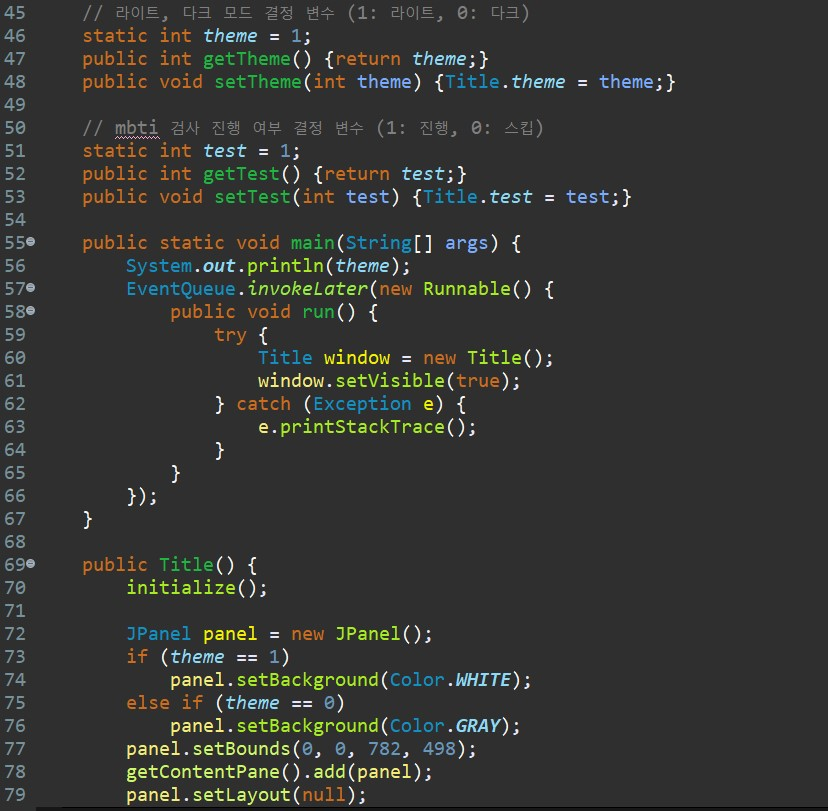 45 // 라이트, 다크 모드 결정 변수 (1: 라이트, 0: 다크)
46 static int theme = 1;
47 public int getTheme() {return theme;}
48 public void setTheme(int theme) {Title.theme = theme;}
49
50 // mbti 검사 진행 여부 결정 변수 (1: 진행, 0: 스킵)
51 static int test = 1;
52 public int getTest() {return test;}
53 public void setTest(int test) {Title.test = test;}
54
55 public static void main(String[] args) {
56 System.out.println(theme);
57 EventQueue.invokeLater(new Runnable() {
58 public void run() {
59 try {
60 Title window = new Title();
61 window.setVisible(true);
62 } catch (Exception e) {
63 e.printStackTrace();
64 }
65 }
66 });
67 }
68
69 public Title() {
70 initialize();
71
72 JPanel panel = new JPanel();
73 if (theme == 1)
74 panel.setBackground(Color.WHITE);
75 else if (theme == 0)
76 panel.setBackground(Color.GRAY);
77 panel.setBounds(0, 0, 782, 498);
78 getContentPane().add(panel);
79 panel.setLayout(null);